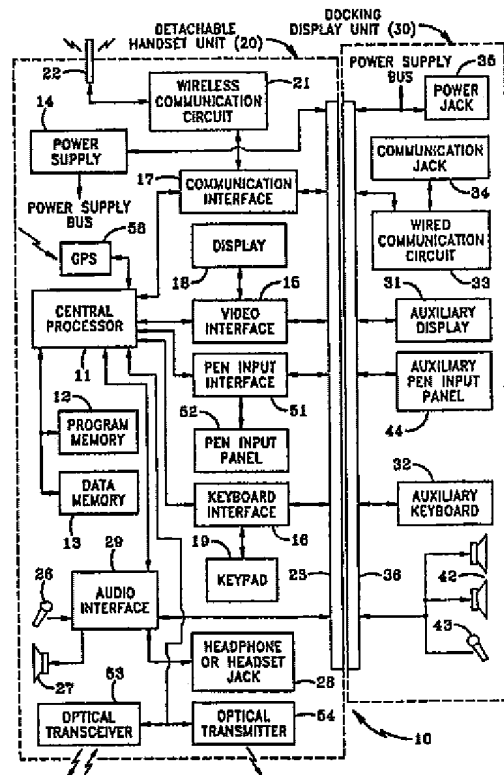 DETACHABLE
HANDSET UNIT (20)
DOCKING
DISPLAY UNIT (30)
22
WIRELESS
COMMUNICATION
CIRCUIT
21
POWER SUPPLY
BUS
35
POWER
JACK
14
POWER
SUPPLY
COMMUNICATION
JACK
34
17
COMMUNICATION
INTERFACE
POWER SUPPLY
BUS
58
GPS
DISPLAY
18
WIRED
COMMUNICATION
CIRCUIT
33
CENTRAL
PROCESSOR
11
VIDEO
INTERFACE
15
31
AUXILIARY
DISPLAY
PEN INPUT
INTERFACE
51
AUXILIARY
PEN INPUT
PANEL
44
12
PROGRAM
MEMORY
52
PEN INPUT
PANEL
DATA
MEMORY
13
KEYBOARD
INTERFACE
16
32
AUXILIARY
KEYBOARD
29
AUDIO
INTERFACE
26
19
KEYPAD
23
36
42
43
27
HEADPHONE
OR HEADSET
JACK
28
53
OPTICAL
TRANSCEIVER
OPTICAL
TRANSMITTER
54
10